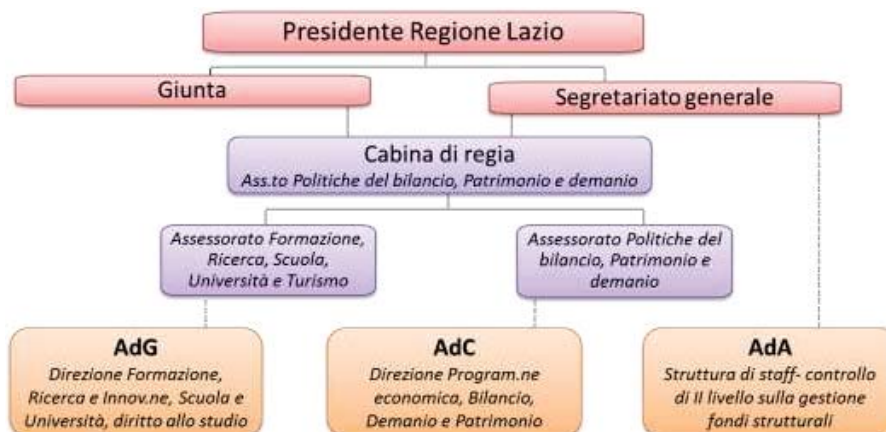 Presidente Regione Lazio
Giunta
Segretariato generale
Cabina di regia
Ass.to Politiche del bilancio, Patrimonio e demanio
Assessorato Formazione,
Ricerca, Scuola,
Università e Turismo
Assessorato Politiche del
bilancio, Patrimonio e
demanio
AdG
Direzione Formazione,
Ricerca e Innov.ne, Scuola e
Università, diritto allo studio
AdC
Direzione Program.ne
economica, Bilancio,
Demanio e Patrimonio
AdA
Struttura di staff- controllo
di II livello sulla gestione
fondi strutturali